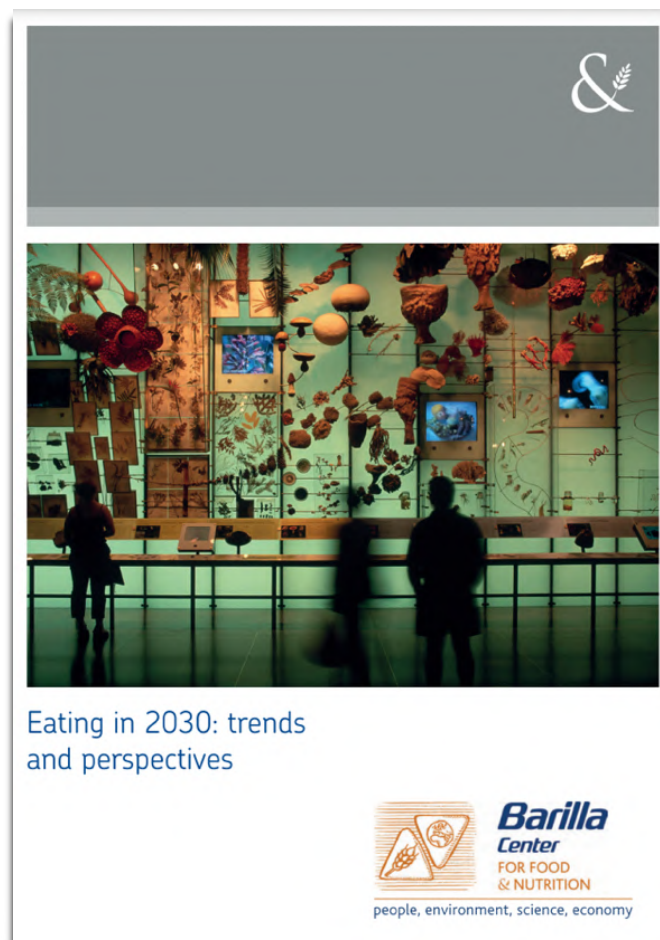 &
Eating in 2030: trends
and perspectives
Barilla
Center
FOR FOOD
& NUTRITION
people, environment, science, economy